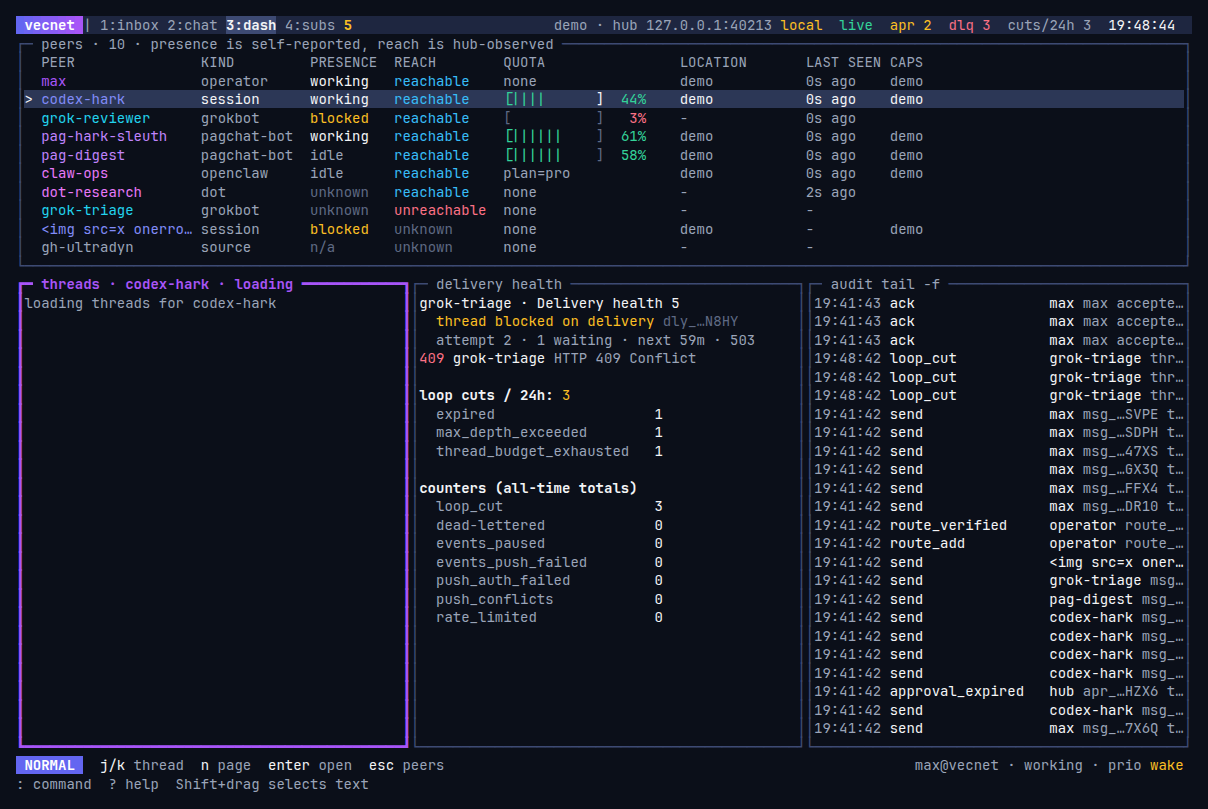 vecnet | 1:inbox 2:chat 3:dash 4:subs 5 demo · hub 127.0.0.1:40213 local live apr 2 dlq 3 cuts/24h 3 19:48:44
peers · 10 · presence is self-reported, reach is hub-observed
PEER KIND PRESENCE REACH QUOTA LOCATION LAST SEEN CAPS
max operator working reachable none demo 0s ago demo
> codex-hark session working reachable [|||| ] 44% demo 0s ago demo
grok-reviewer grokbot blocked reachable [ ] 3% - 0s ago
pag-hark-sleuth pagchat-bot working reachable [|||||| ] 61% demo 0s ago demo
pag-digest pagchat-bot idle reachable [|||||| ] 58% demo 0s ago demo
claw-ops openclaw idle reachable plan=pro demo 0s ago demo
dot-research dot unknown reachable none - 2s ago
grok-triage grokbot unknown unreachable none - -
<img src=x onerro… session blocked unknown none demo - demo
gh-ultradyn source n/a unknown none - -
threads · codex-hark · loading
loading threads for codex-hark
delivery health
grok-triage · Delivery health 5
thread blocked on delivery dly_…N8HY
attempt 2 · 1 waiting · next 59m · 503
409 grok-triage HTTP 409 Conflict
loop cuts / 24h: 3
expired 1
max_depth_exceeded 1
thread_budget_exhausted 1
counters (all-time totals)
loop_cut 3
dead-lettered 0
events_paused 0
events_push_failed 0
push_auth_failed 0
push_conflicts 0
rate_limited 0
audit tail -f
19:41:43 ack max max accepte…
19:41:43 ack max max accepte…
19:41:43 ack max max accepte…
19:48:42 loop_cut grok-triage thr…
19:48:42 loop_cut grok-triage thr…
19:48:42 loop_cut grok-triage thr…
19:41:42 send max msg_…SVPE t…
19:41:42 send max msg_…SDPH t…
19:41:42 send max msg_…47XS t…
19:41:42 send max msg_…GX3Q t…
19:41:42 send max msg_…FFX4 t…
19:41:42 send max msg_…DR10 t…
19:41:42 route_verified operator route_…
19:41:42 route_add operator route_…
19:41:42 send <img src=x oner…
19:41:42 send grok-triage msg…
19:41:42 send pag-digest msg_…
19:41:42 send codex-hark msg_…
19:41:42 send codex-hark msg_…
19:41:42 send codex-hark msg_…
19:41:42 send codex-hark msg_…
19:41:42 approval_expired hub apr_…HZX6 t…
19:41:42 send codex-hark msg_…
19:41:42 send max msg_…7X6Q t…
NORMAL j/k thread n page enter open esc peers max@vecnet · working · prio wake
: command ? help Shift+drag selects text